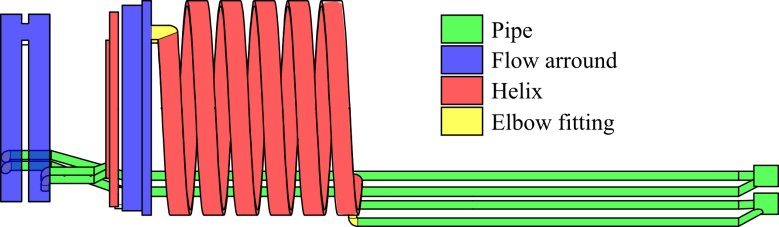 Pipe
Flow arround
Helix
Elbow fitting